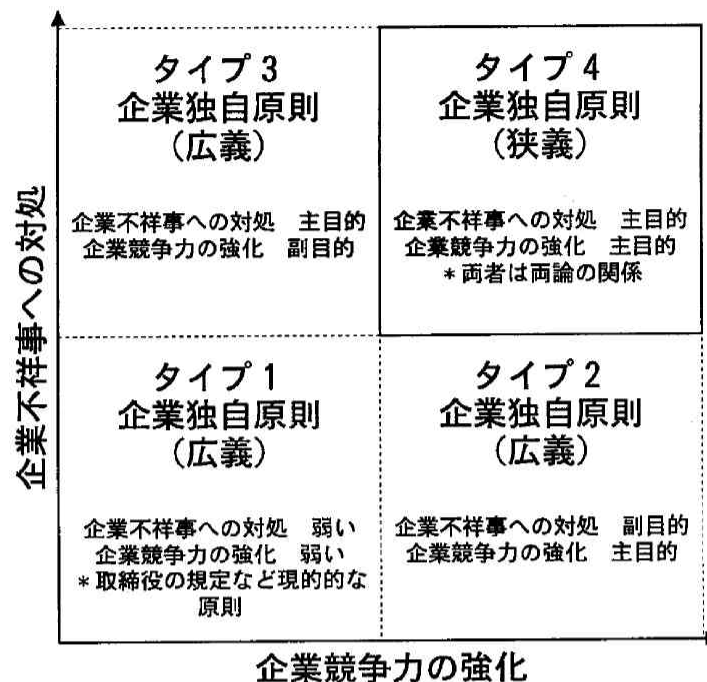 タイプ3
企業独自原則
(広義)
企業不祥事への対処 主目的
企業競争力の強化 副目的
タイプ4
企業独自原則
(狭義)
企業不祥事への対処 主目的
企業競争力の強化 主目的
*両者は両論の関係
タイプ1
企業独自原則
(広義)
企業不祥事への対処 弱い
企業競争力の強化 弱い
*取締役の規定など現的的な
原則
タイプ2
企業独自原則
(広義)
企業不祥事への対処 副目的
企業競争力の強化 主目的
企業不祥事への対処
企業競争力の強化